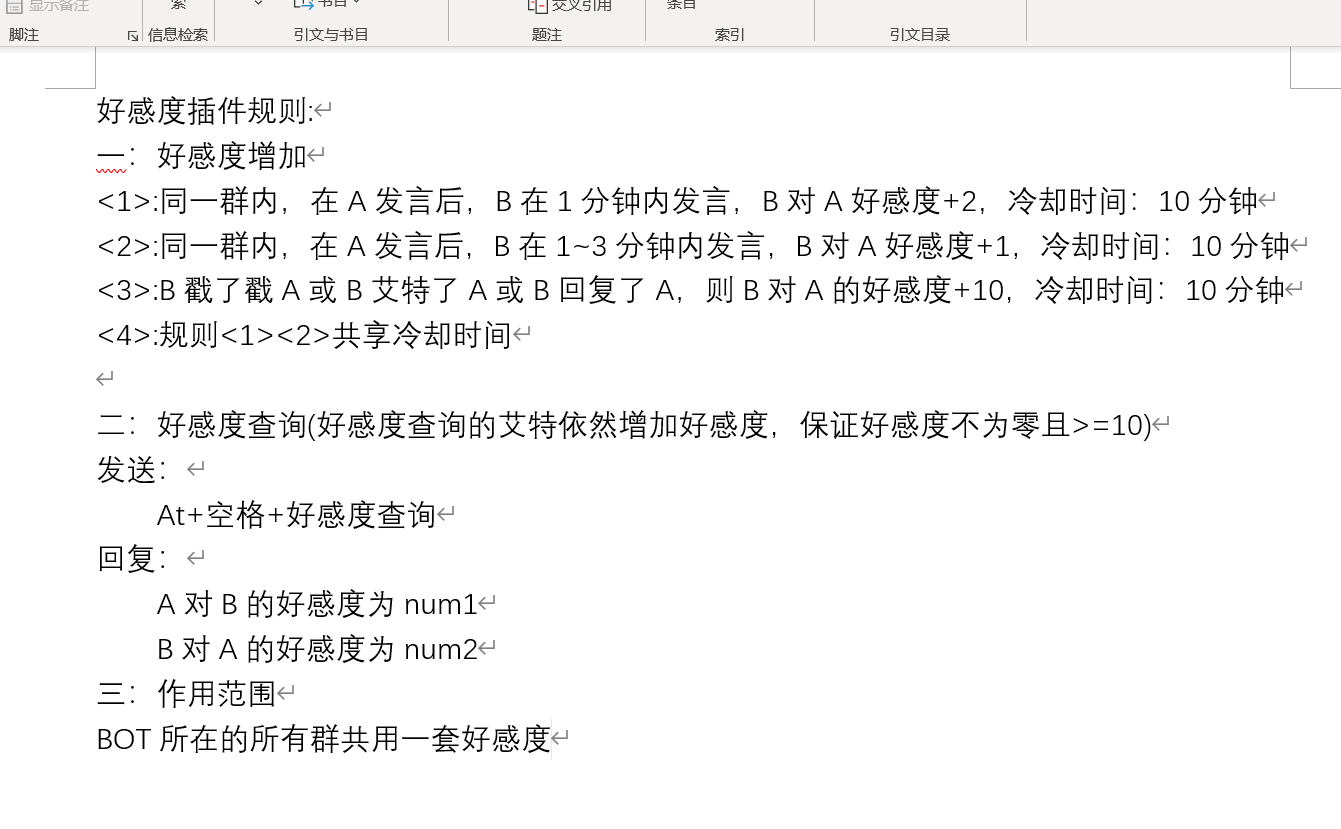 显示备注
索
书目
交叉引用
条目
脚注
信息检索
引文与书目
题注
索引
引文目录
好感度插件规则:
一：好感度增加
<1>:同一群内，在 A 发言后，B 在 1 分钟内发言，B 对 A 好感度+2，冷却时间：10 分钟
<2>:同一群内，在 A 发言后，B 在 1~3 分钟内发言，B 对 A 好感度+1，冷却时间：10 分钟
<3>:B 戳了戳 A 或 B 艾特了 A 或 B 回复了 A，则 B 对 A 的好感度+10，冷却时间：10 分钟
<4>:规则<1><2>共享冷却时间
二：好感度查询(好感度查询的艾特依然增加好感度，保证好感度不为零且>=10)
发送：
At+空格+好感度查询
回复：
A 对 B 的好感度为 num1
B 对 A 的好感度为 num2
三：作用范围
BOT 所在的所有群共用一套好感度